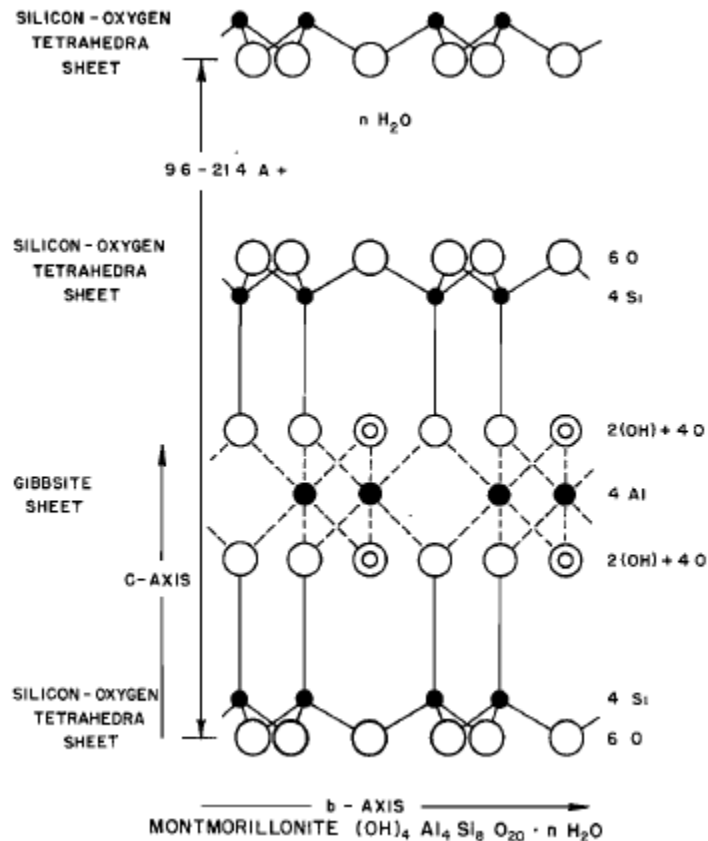 SILICON-OXYGEN
TETRAHEDRA
SHEET
n H₂O
9 6 - 21 4 A +
SILICON-OXYGEN
TETRAHEDRA
SHEET
6 O
4 Si
2(OH) + 4 O
GIBBSITE
SHEET
4 Al
2(OH) + 4 O
C-AXIS
SILICON-OXYGEN
TETRAHEDRA
SHEET
4 Si
6 O
b - AXIS
MONTMORILLONITE (OH)₄ Al₄ Si₈ O₂₀ · n H₂O